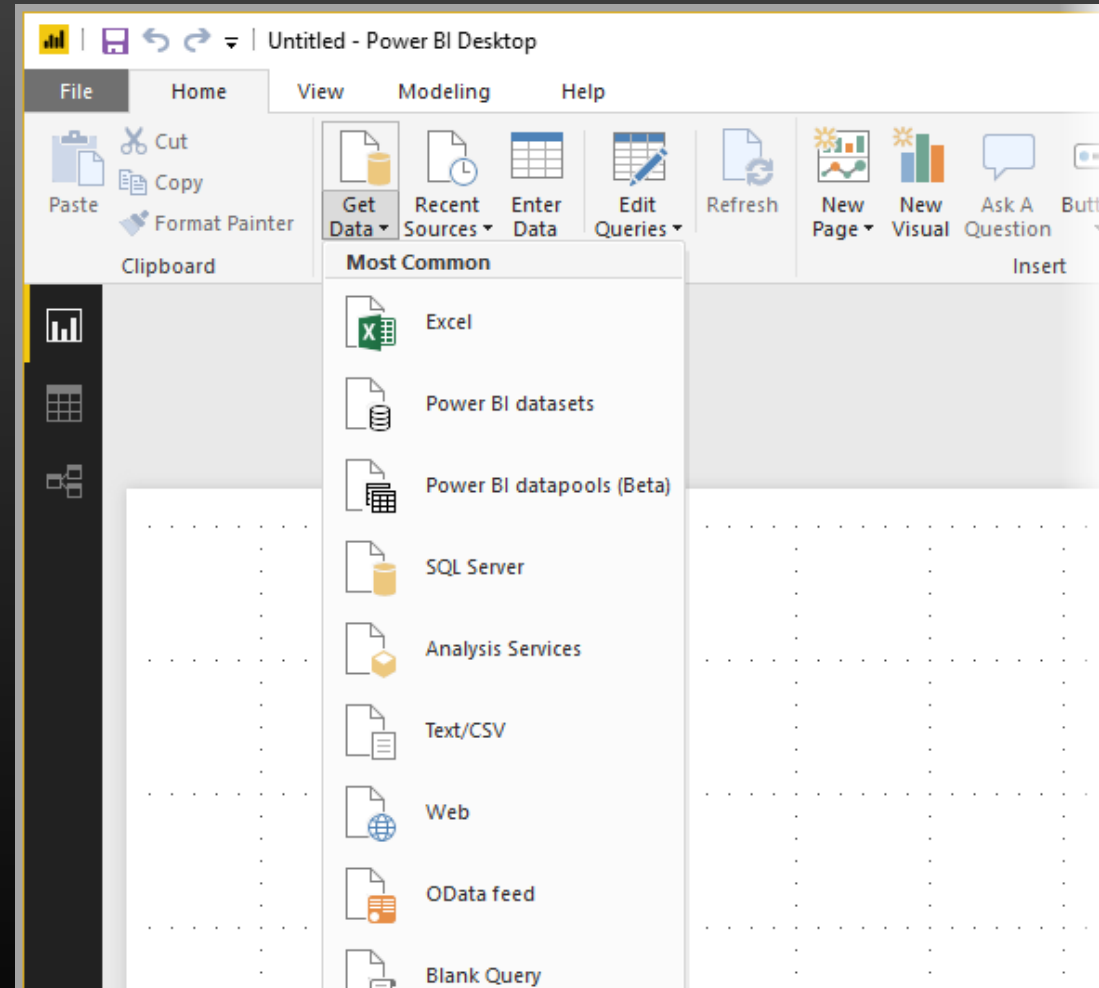 Untitled - Power BI Desktop
File Home View Modeling Help
Paste
Cut
Copy
Format Painter
Clipboard
Get Data
Recent Sources
Enter Data
Edit Queries
Refresh
New Page
New Visual
Ask A Question
Insert
Most Common
Excel
Power BI datasets
Power BI datapools (Beta)
SQL Server
Analysis Services
Text/CSV
Web
OData feed
Blank Query